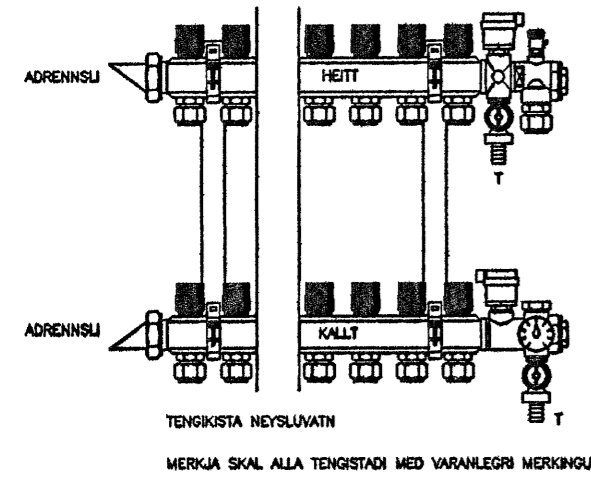 ADRENNSLI
HEITT
T
ADRENNSLI
KALLT
T
TENGIKISTA NEYSLUVATN
MERKJA SKAL ALLA TENGISTADI MED VARANLEGRI MERKINGU